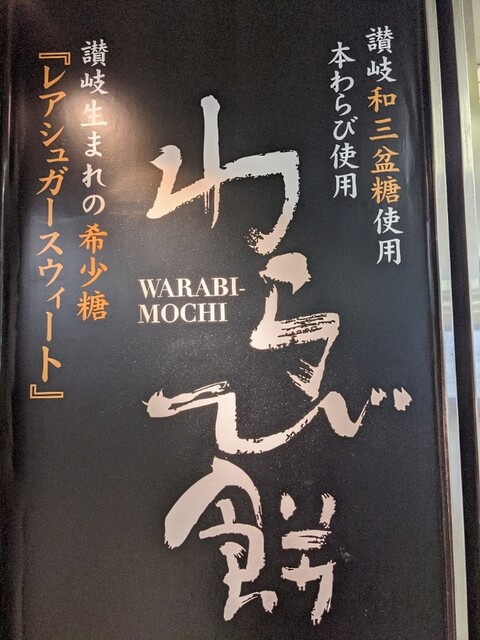 讃岐和三盆糖使用
本わらび使用
わらび餅
WARABI-
MOCHI
讃岐生まれの希少糖
『レアシュガースウィート』